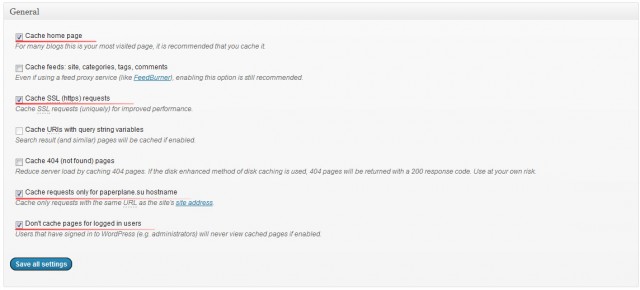 General
Cache home page
For many blogs this is your most visited page, it is recommended that you cache it.
Cache feeds: site, categories, tags, comments
Even if using a feed proxy service (like FeedBurner), enabling this option is still recommended.
Cache SSL (https) requests
Cache SSL requests (uniquely) for improved performance.
Cache URIs with query string variables
Search result (and similar) pages will be cached if enabled.
Cache 404 (not found) pages
Reduce server load by caching 404 pages. If the disk enhanced method of disk caching is used, 404 pages will be returned with a 200 response code. Use at your own risk.
Cache requests only for paperplane.su hostname
Cache only requests with the same URL as the site's site address.
Don't cache pages for logged in users
Users that have signed in to WordPress (e.g. administrators) will never view cached pages if enabled.
Save all settings